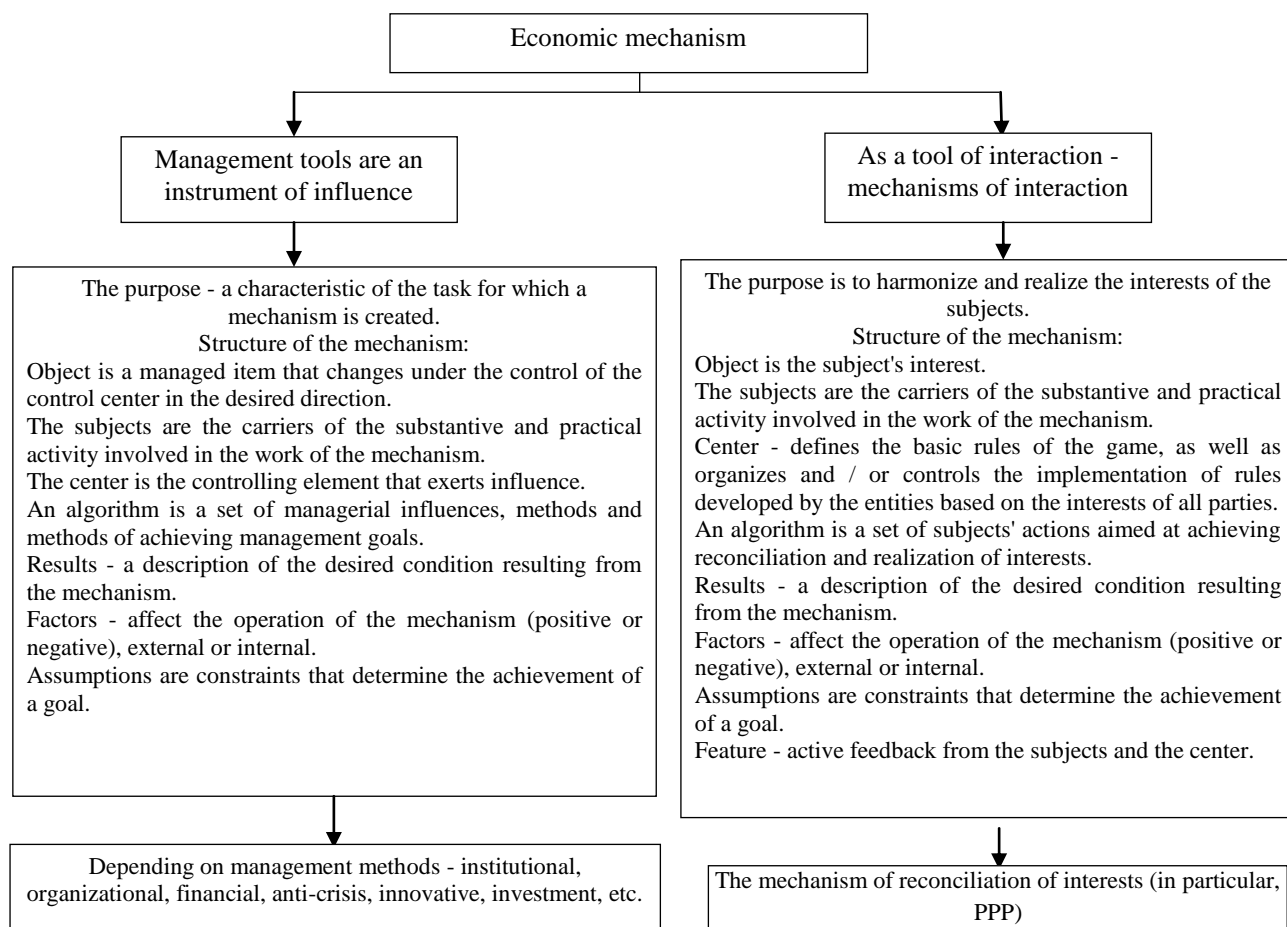 Economic mechanism
Management tools are an
instrument of influence
As a tool of interaction -
mechanisms of interaction
The purpose - a characteristic of the task for which a
mechanism is created.
Structure of the mechanism:
Object is a managed item that changes under the control of the
control center in the desired direction.
The subjects are the carriers of the substantive and practical
activity involved in the work of the mechanism.
The center is the controlling element that exerts influence.
An algorithm is a set of managerial influences, methods and
methods of achieving management goals.
Results - a description of the desired condition resulting from
the mechanism.
Factors - affect the operation of the mechanism (positive or
negative), external or internal.
Assumptions are constraints that determine the achievement of
a goal.
The purpose is to harmonize and realize the interests of the
subjects.
Structure of the mechanism:
Object is the subject's interest.
The subjects are the carriers of the substantive and practical
activity involved in the work of the mechanism.
Center - defines the basic rules of the game, as well as
organizes and / or controls the implementation of rules
developed by the entities based on the interests of all parties.
An algorithm is a set of subjects' actions aimed at achieving
reconciliation and realization of interests.
Results - a description of the desired condition resulting
from the mechanism.
Factors - affect the operation of the mechanism (positive or
negative), external or internal.
Assumptions are constraints that determine the achievement
of a goal.
Feature - active feedback from the subjects and the center.
Depending on management methods - institutional,
organizational, financial, anti-crisis, innovative, investment, etc.
The mechanism of reconciliation of interests (in particular,
PPP)